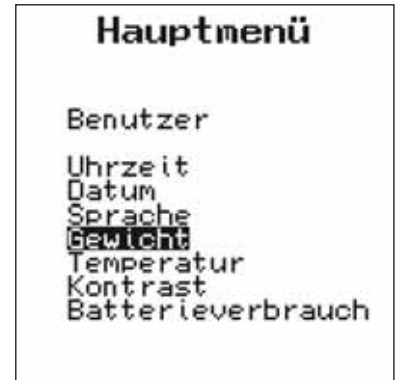 Hauptmenü
Benutzer
Uhrzeit
Datum
Sprache
Gewicht
Temperatur
Kontrast
Batterieverbrauch